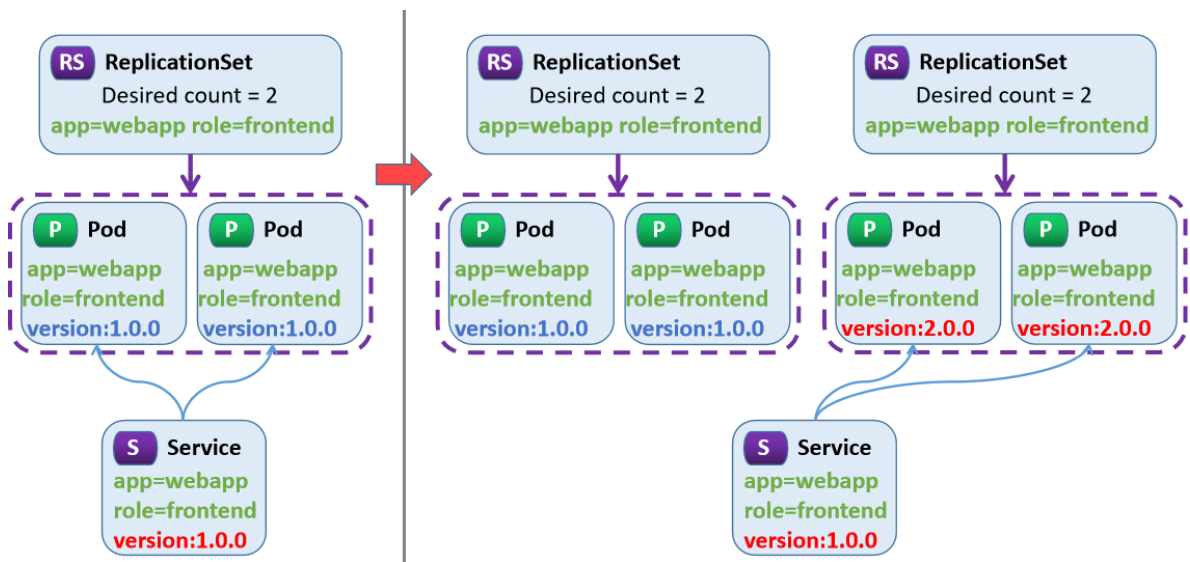 RS ReplicationSet
Desired count = 2
app=webapp role=frontend
P Pod
app=webapp
role=frontend
version:1.0.0
P Pod
app=webapp
role=frontend
version:1.0.0
S Service
app=webapp
role=frontend
version:1.0.0
RS ReplicationSet
Desired count = 2
app=webapp role=frontend
P Pod
app=webapp
role=frontend
version:1.0.0
P Pod
app=webapp
role=frontend
version:1.0.0
RS ReplicationSet
Desired count = 2
app=webapp role=frontend
P Pod
app=webapp
role=frontend
version:2.0.0
P Pod
app=webapp
role=frontend
version:2.0.0
S Service
app=webapp
role=frontend
version:1.0.0